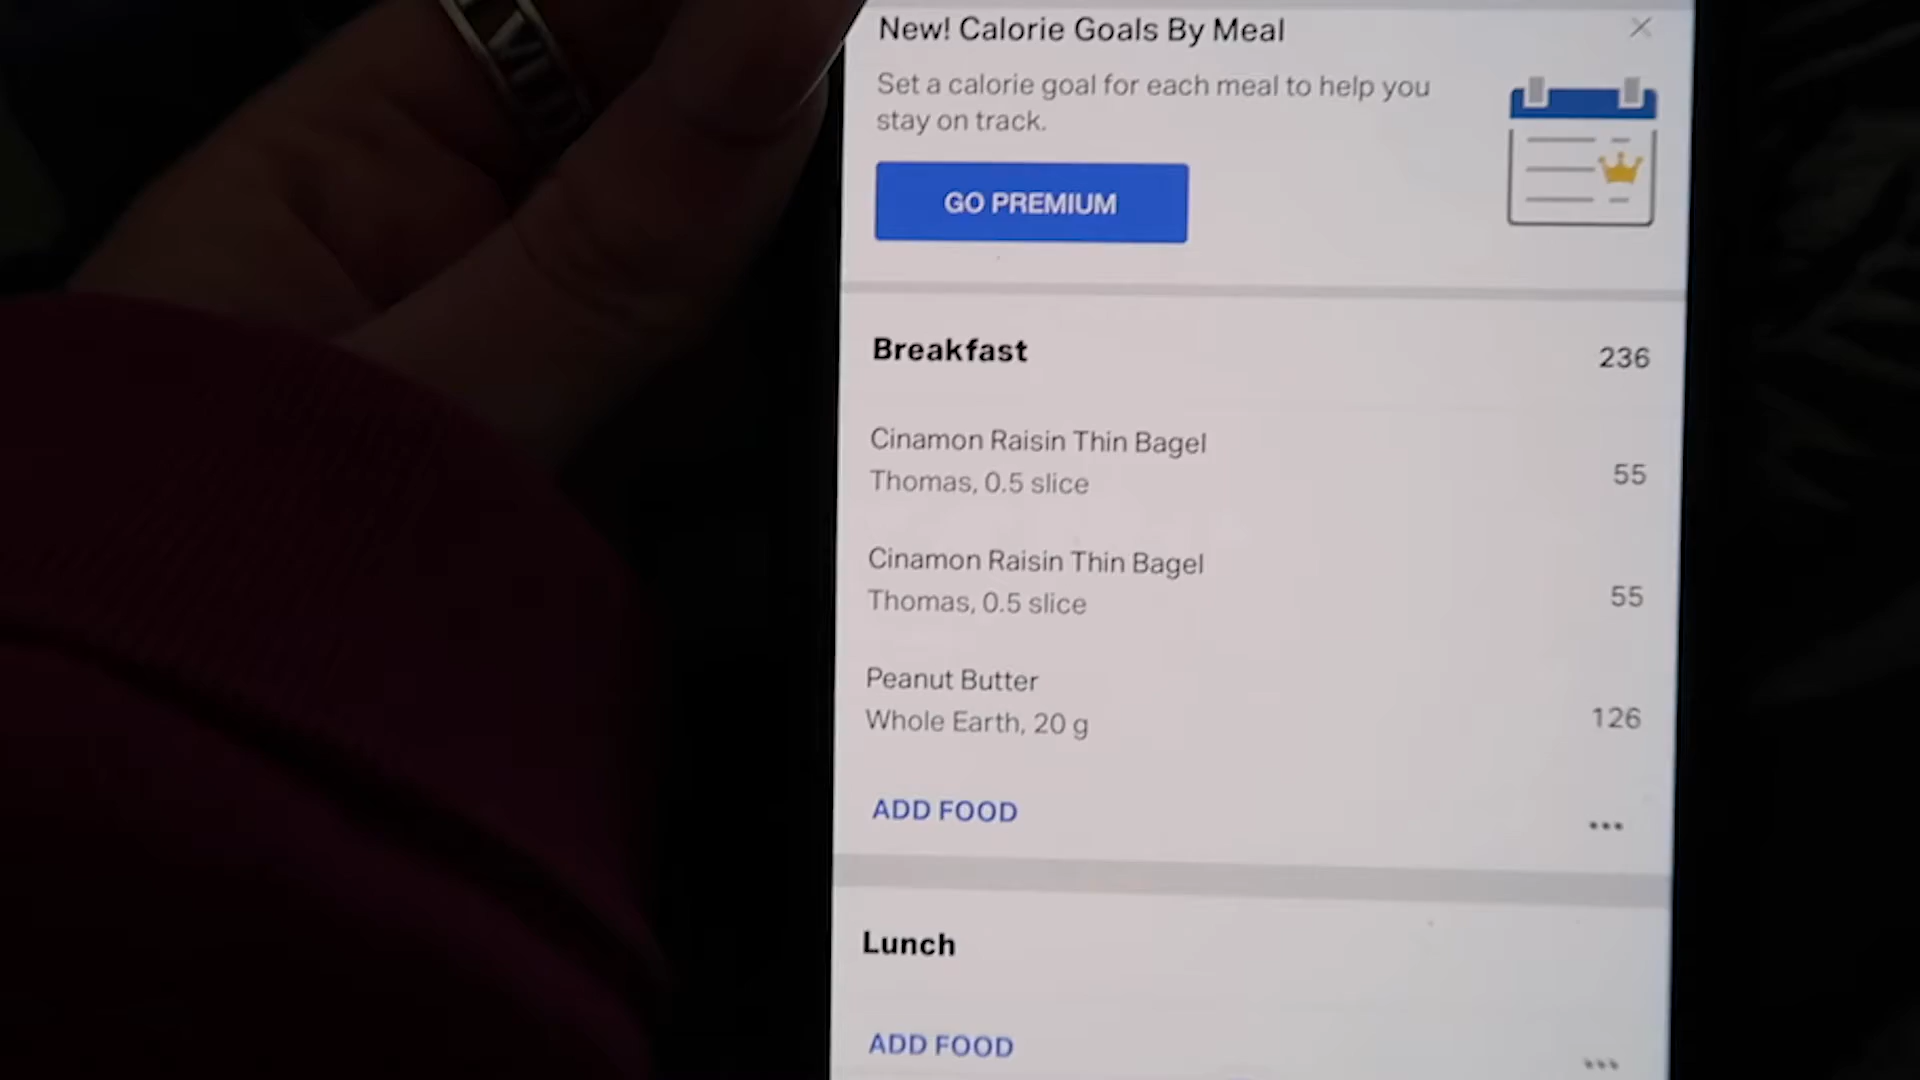 New! Calorie Goals By Meal
Set a calorie goal for each meal to help you
stay on track.
GO PREMIUM
Breakfast 236
Cinamon Raisin Thin Bagel
Thomas, 0.5 slice 55
Cinamon Raisin Thin Bagel
Thomas, 0.5 slice 55
Peanut Butter
Whole Earth, 20 g 126
ADD FOOD
Lunch
ADD FOOD